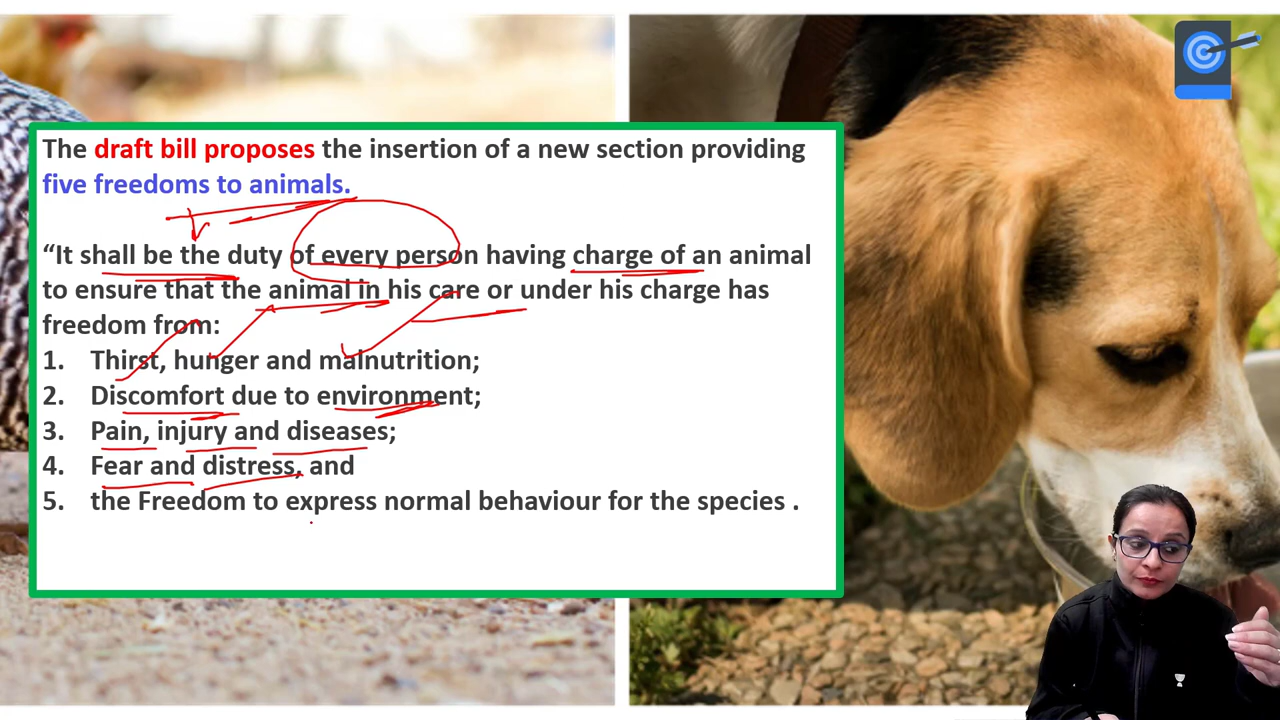 The draft bill proposes the insertion of a new section providing
five freedoms to animals.
“It shall be the duty of every person having charge of an animal
to ensure that the animal in his care or under his charge has
freedom from:
1. Thirst, hunger and malnutrition;
2. Discomfort due to environment;
3. Pain, injury and diseases;
4. Fear and distress, and
5. the Freedom to express normal behaviour for the species .